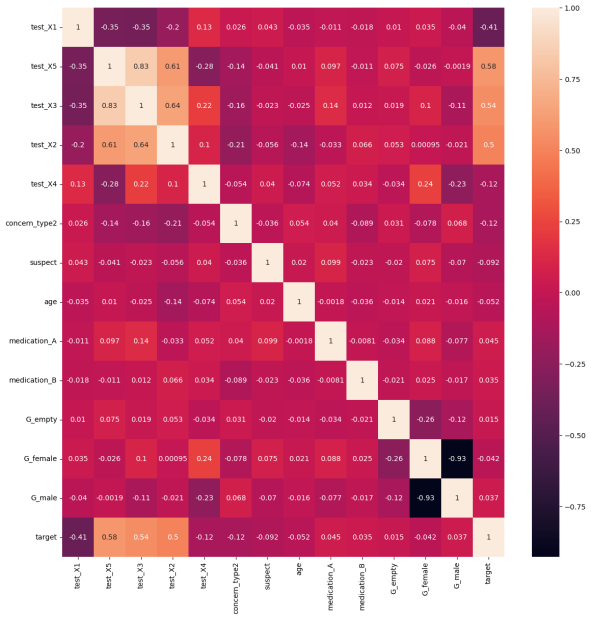 test_X1 1 -0.35 -0.35 -0.2 0.13 0.026 0.043 -0.035 -0.011 -0.018 0.01 0.035 -0.04 -0.41
test_X5 -0.35 1 0.83 0.61 -0.28 -0.14 -0.041 0.01 0.097 -0.011 0.075 -0.026 -0.0019 0.58
test_X3 -0.35 0.83 1 0.64 0.22 -0.16 -0.023 -0.025 0.14 0.012 0.019 0.1 -0.11 0.54
test_X2 -0.2 0.61 0.64 1 0.1 -0.21 -0.056 -0.14 -0.033 0.066 0.053 0.00095 -0.021 0.5
test_X4 0.13 -0.28 0.22 0.1 1 -0.054 0.04 -0.074 0.052 0.034 -0.034 0.24 -0.23 -0.12
concern_type2 0.026 -0.14 -0.16 -0.21 -0.054 1 -0.036 0.054 0.04 -0.089 0.031 -0.078 0.068 -0.12
suspect 0.043 -0.041 -0.023 -0.056 0.04 -0.036 1 0.02 0.099 -0.023 -0.02 0.075 -0.07 -0.092
age -0.035 0.01 -0.025 -0.14 -0.074 0.054 0.02 1 -0.0018 -0.036 -0.014 0.021 -0.016 -0.052
medication_A -0.011 0.097 0.14 -0.033 0.052 0.04 0.099 -0.0018 1 -0.0081 -0.034 0.088 -0.077 0.045
medication_B -0.018 -0.011 0.012 0.066 0.034 -0.089 -0.023 -0.036 -0.0081 1 -0.021 0.025 -0.017 0.035
G_empty 0.01 0.075 0.019 0.053 -0.034 0.031 -0.02 -0.014 -0.034 -0.021 1 -0.26 -0.12 0.015
G_female 0.035 -0.026 0.1 0.00095 0.24 -0.078 0.075 0.021 0.088 0.025 -0.26 1 -0.93 -0.042
G_male -0.04 -0.0019 -0.11 -0.021 -0.23 0.068 -0.07 -0.016 -0.077 -0.017 -0.12 -0.93 1 0.037
target -0.41 0.58 0.54 0.5 -0.12 -0.12 -0.092 -0.052 0.045 0.035 0.015 -0.042 0.037 1
test_X1 test_X5 test_X3 test_X2 test_X4 concern_type2 suspect age medication_A medication_B G_empty G_female G_male target
1.00
0.75
0.50
0.25
0.00
-0.25
-0.50
-0.75